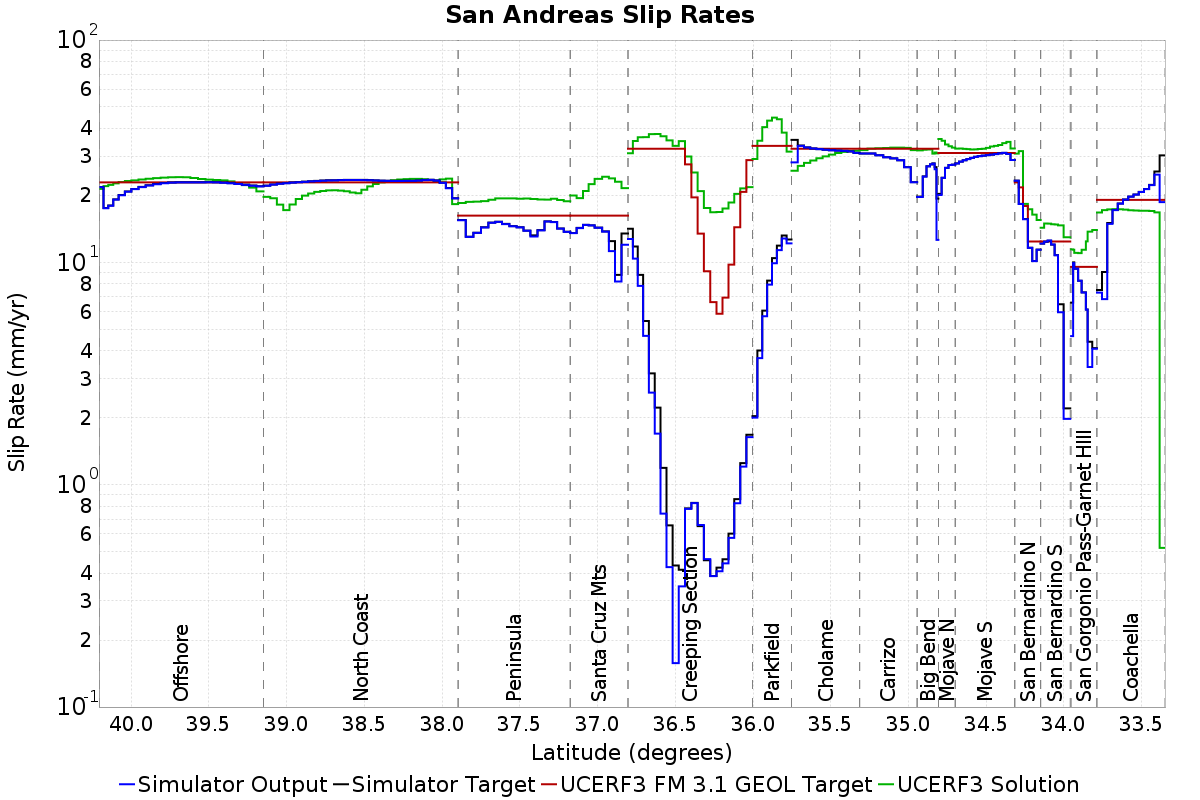 San Andreas Slip Rates
Slip Rate (mm/yr)
10^2
8
6
4
3
2
10^1
8
6
4
3
2
10^0
8
6
4
3
2
10^-1
Offshore
North Coast
Peninsula
Santa Cruz Mts
Creeping Section
Parkfield
Cholame
Carrizo
Big Bend
Mojave N
Mojave S
San Bernardino N
San Bernardino S
San Gorgonio Pass-Garnet HIll
Coachella
40.0 39.5 39.0 38.5 38.0 37.5 37.0 36.5 36.0 35.5 35.0 34.5 34.0 33.5
Latitude (degrees)
Simulator Output Simulator Target UCERF3 FM 3.1 GEOL Target UCERF3 Solution